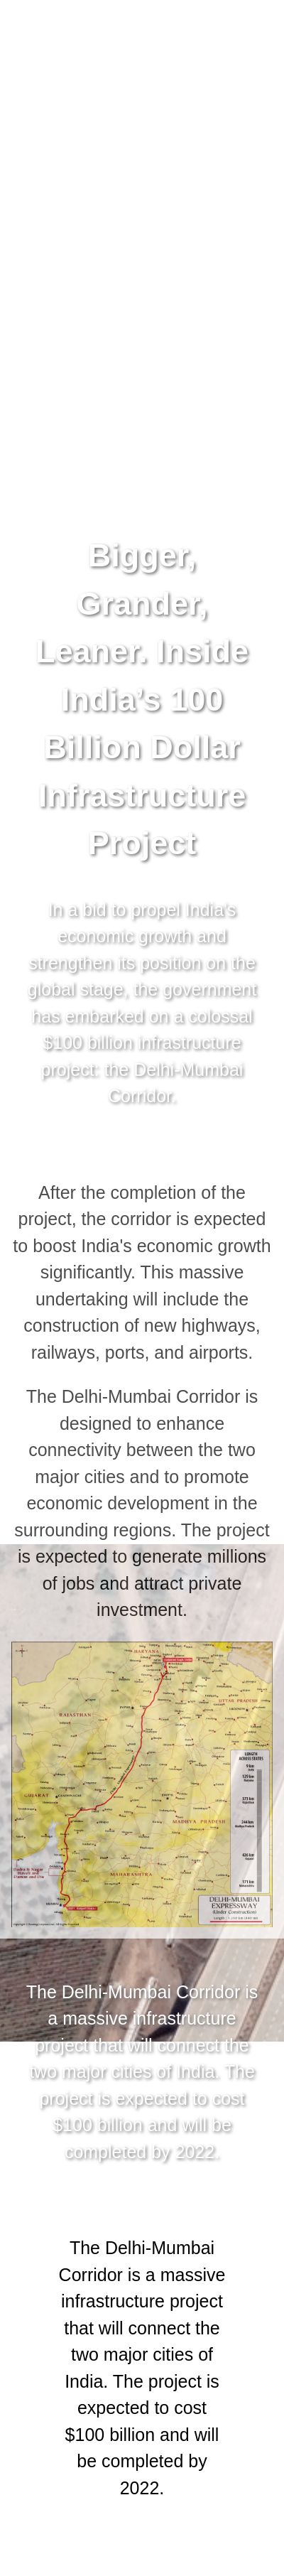 Bigger,
Grander,
Leaner. Inside
India's 100
Billion Dollar
Infrastructure
Project
In a bid to propel India's
economic growth and
strengthen its position on the
global stage, the government
has embarked on a colossal
$100 billion infrastructure
project: the Delhi-Mumbai
Corridor.
After the completion of the
project, the corridor is expected
to boost India's economic growth
significantly. This massive
undertaking will include the
construction of new highways,
railways, ports, and airports.
The Delhi-Mumbai Corridor is
designed to enhance
connectivity between the two
major cities and to promote
economic development in the
surrounding regions. The project
is expected to generate millions
of jobs and attract private
investment.
HARYANA
UTTAR PRADESH
RAJASTHAN
LENGTH
ACROSS STATES
GUJARAT
MADHYA PRADESH
MAHARASHTRA
DELHI-MUMBAI
EXPRESSWAY
(Under Construction)
The Delhi-Mumbai Corridor is
a massive infrastructure
project that will connect the
two major cities of India. The
project is expected to cost
$100 billion and will be
completed by 2022.
The Delhi-Mumbai
Corridor is a massive
infrastructure project
that will connect the
two major cities of
India. The project is
expected to cost
$100 billion and will
be completed by
2022.